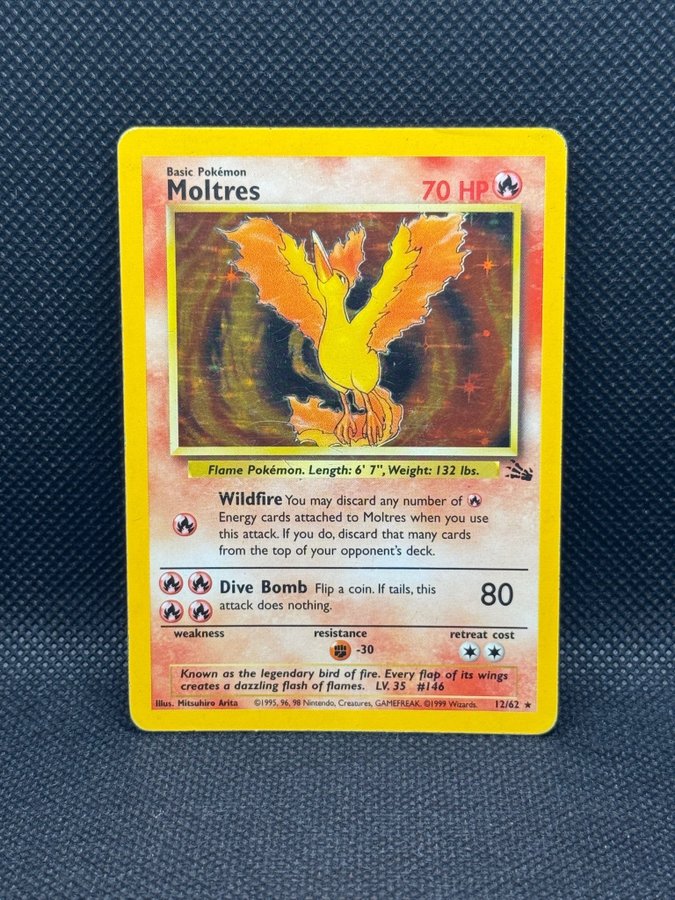 Basic Pokémon
Moltres 70 HP
Flame Pokémon. Length: 6' 7", Weight: 132 lbs.
Wildfire You may discard any number of
Energy cards attached to Moltres when you use
this attack. If you do, discard that many cards
from the top of your opponent's deck.
Dive Bomb Flip a coin. If tails, this
attack does nothing.
80
weakness resistance retreat cost
-30
Known as the legendary bird of fire. Every flap of its wings
creates a dazzling flash of flames. LV. 35 #146
Illus. Mitsuhiro Arita ©1995, 96, 98 Nintendo, Creatures, GAMEFREAK. ©1999 Wizards. 12/62 ★